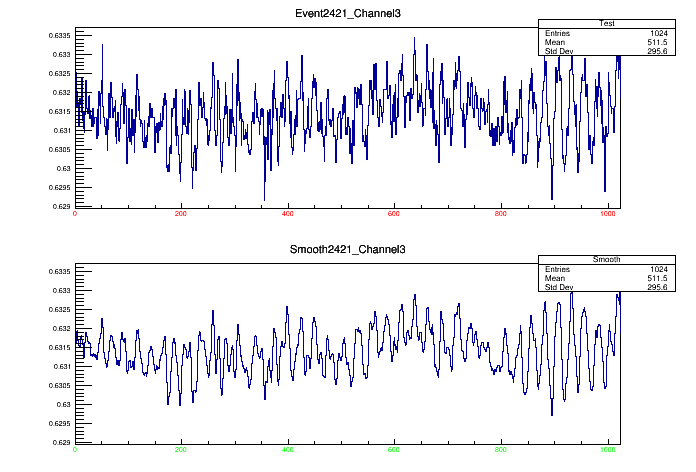 Event2421_Channel3
Test
Entries 1024
Mean 511.5
Std Dev 295.6
0.6335
0.633
0.6325
0.632
0.6315
0.631
0.6305
0.63
0.6295
0.629
0 200 400 600 800 1000
Smooth2421_Channel3
Smooth
Entries 1024
Mean 511.5
Std Dev 295.6
0.6335
0.633
0.6325
0.632
0.6315
0.631
0.6305
0.63
0.6295
0.629
0 200 400 600 800 1000